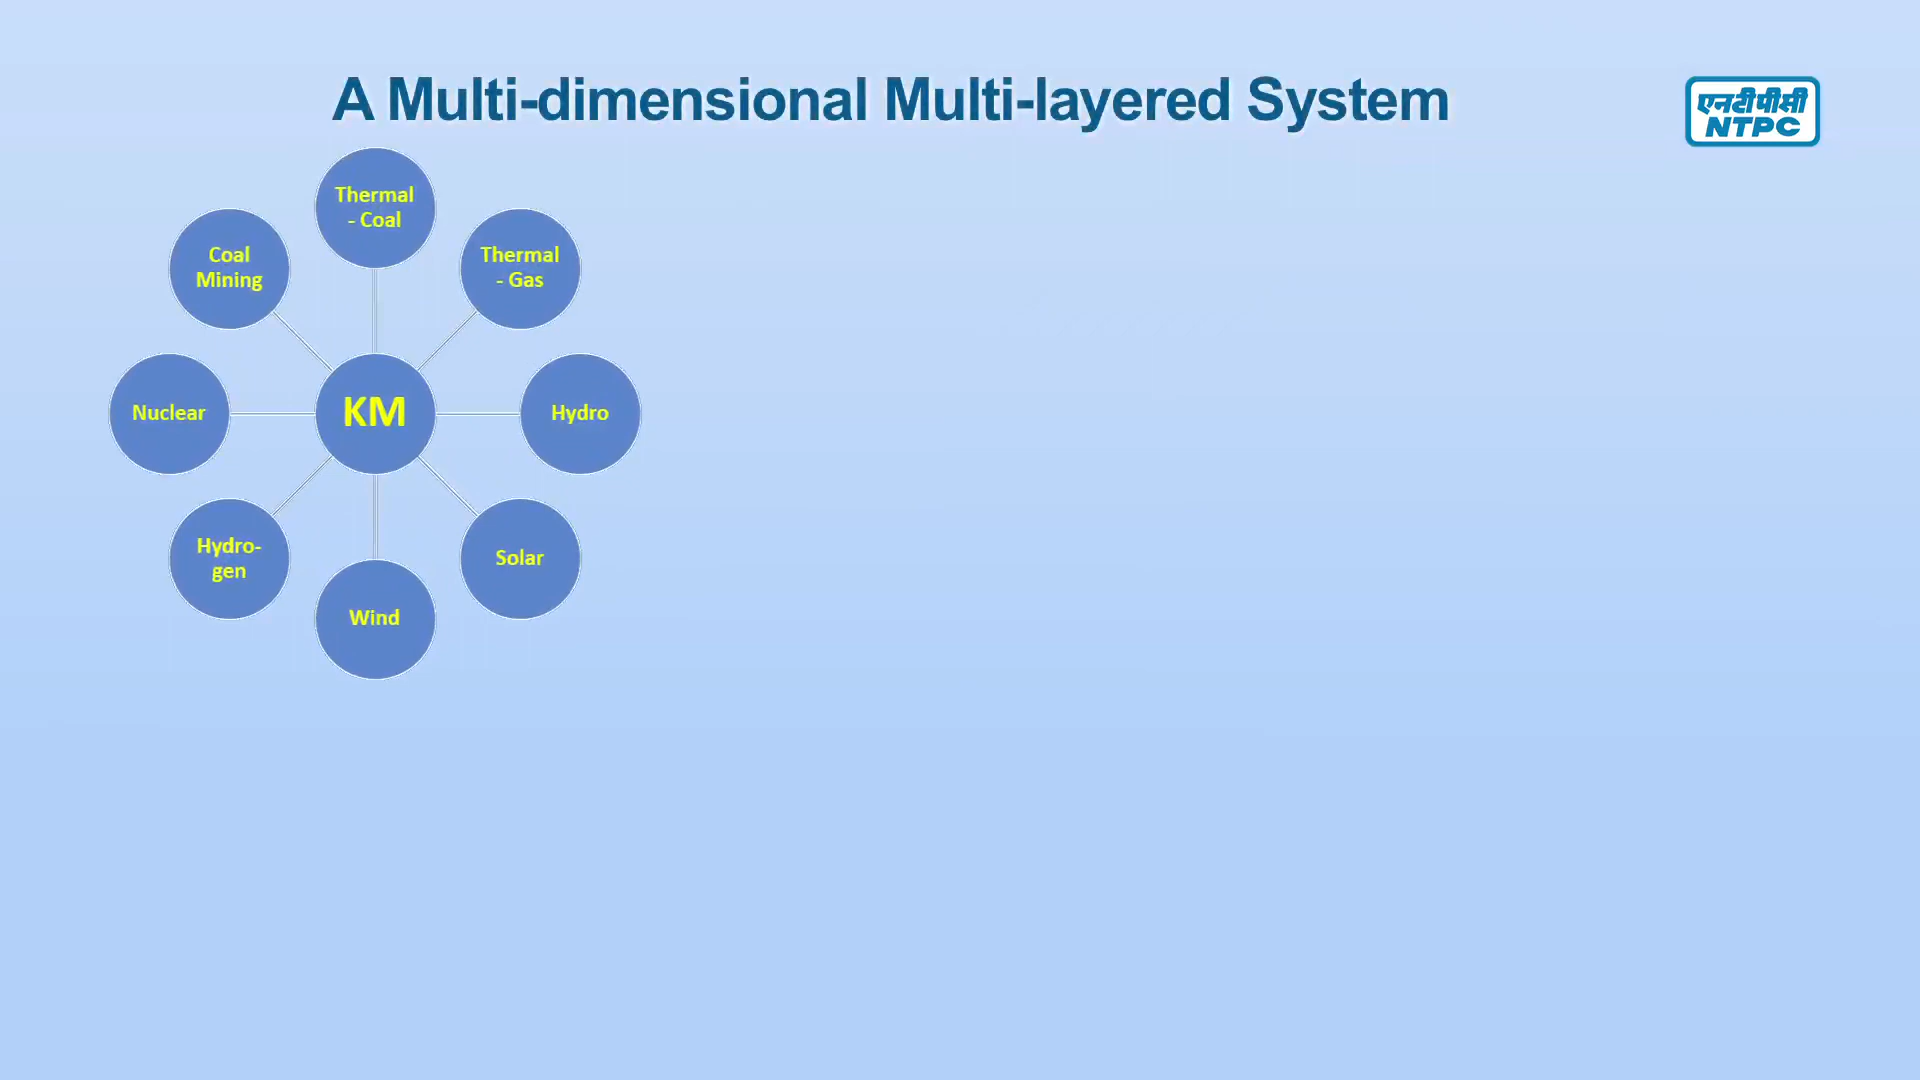 A Multi-dimensional Multi-layered System
एनटीपीसी
NTPC
Thermal
- Coal
Thermal
- Gas
Hydro
Solar
Wind
Hydro-
gen
Nuclear
Coal
Mining
KM